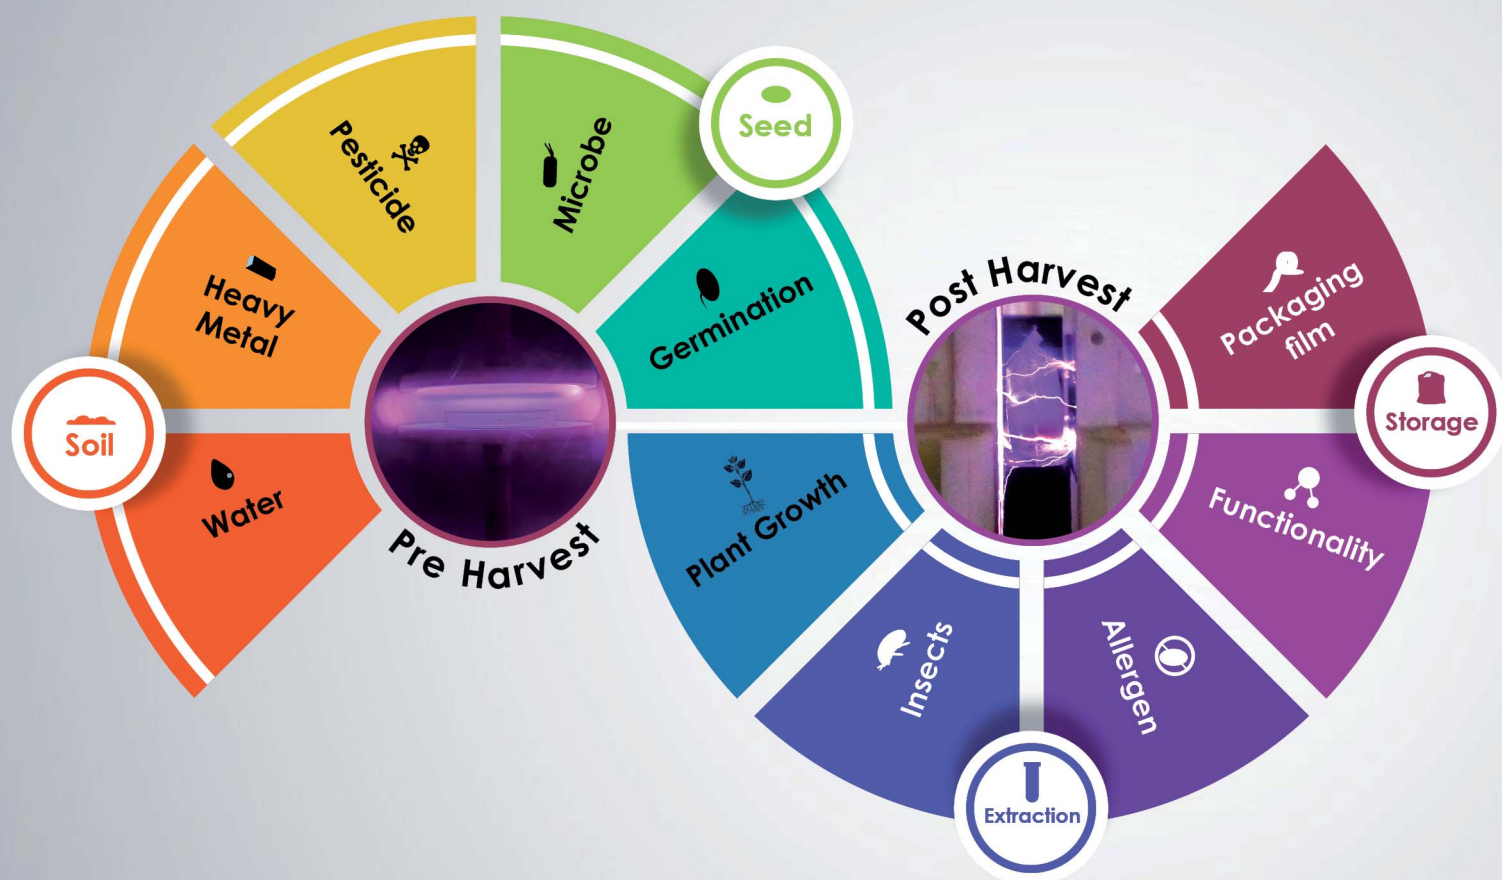 Pesticide
Microbe
Seed
Heavy
Metal
Germination
Soil
Water
Pre Harvest
Post Harvest
Packaging
film
Storage
Plant Growth
Functionality
Insects
Allergen
Extraction